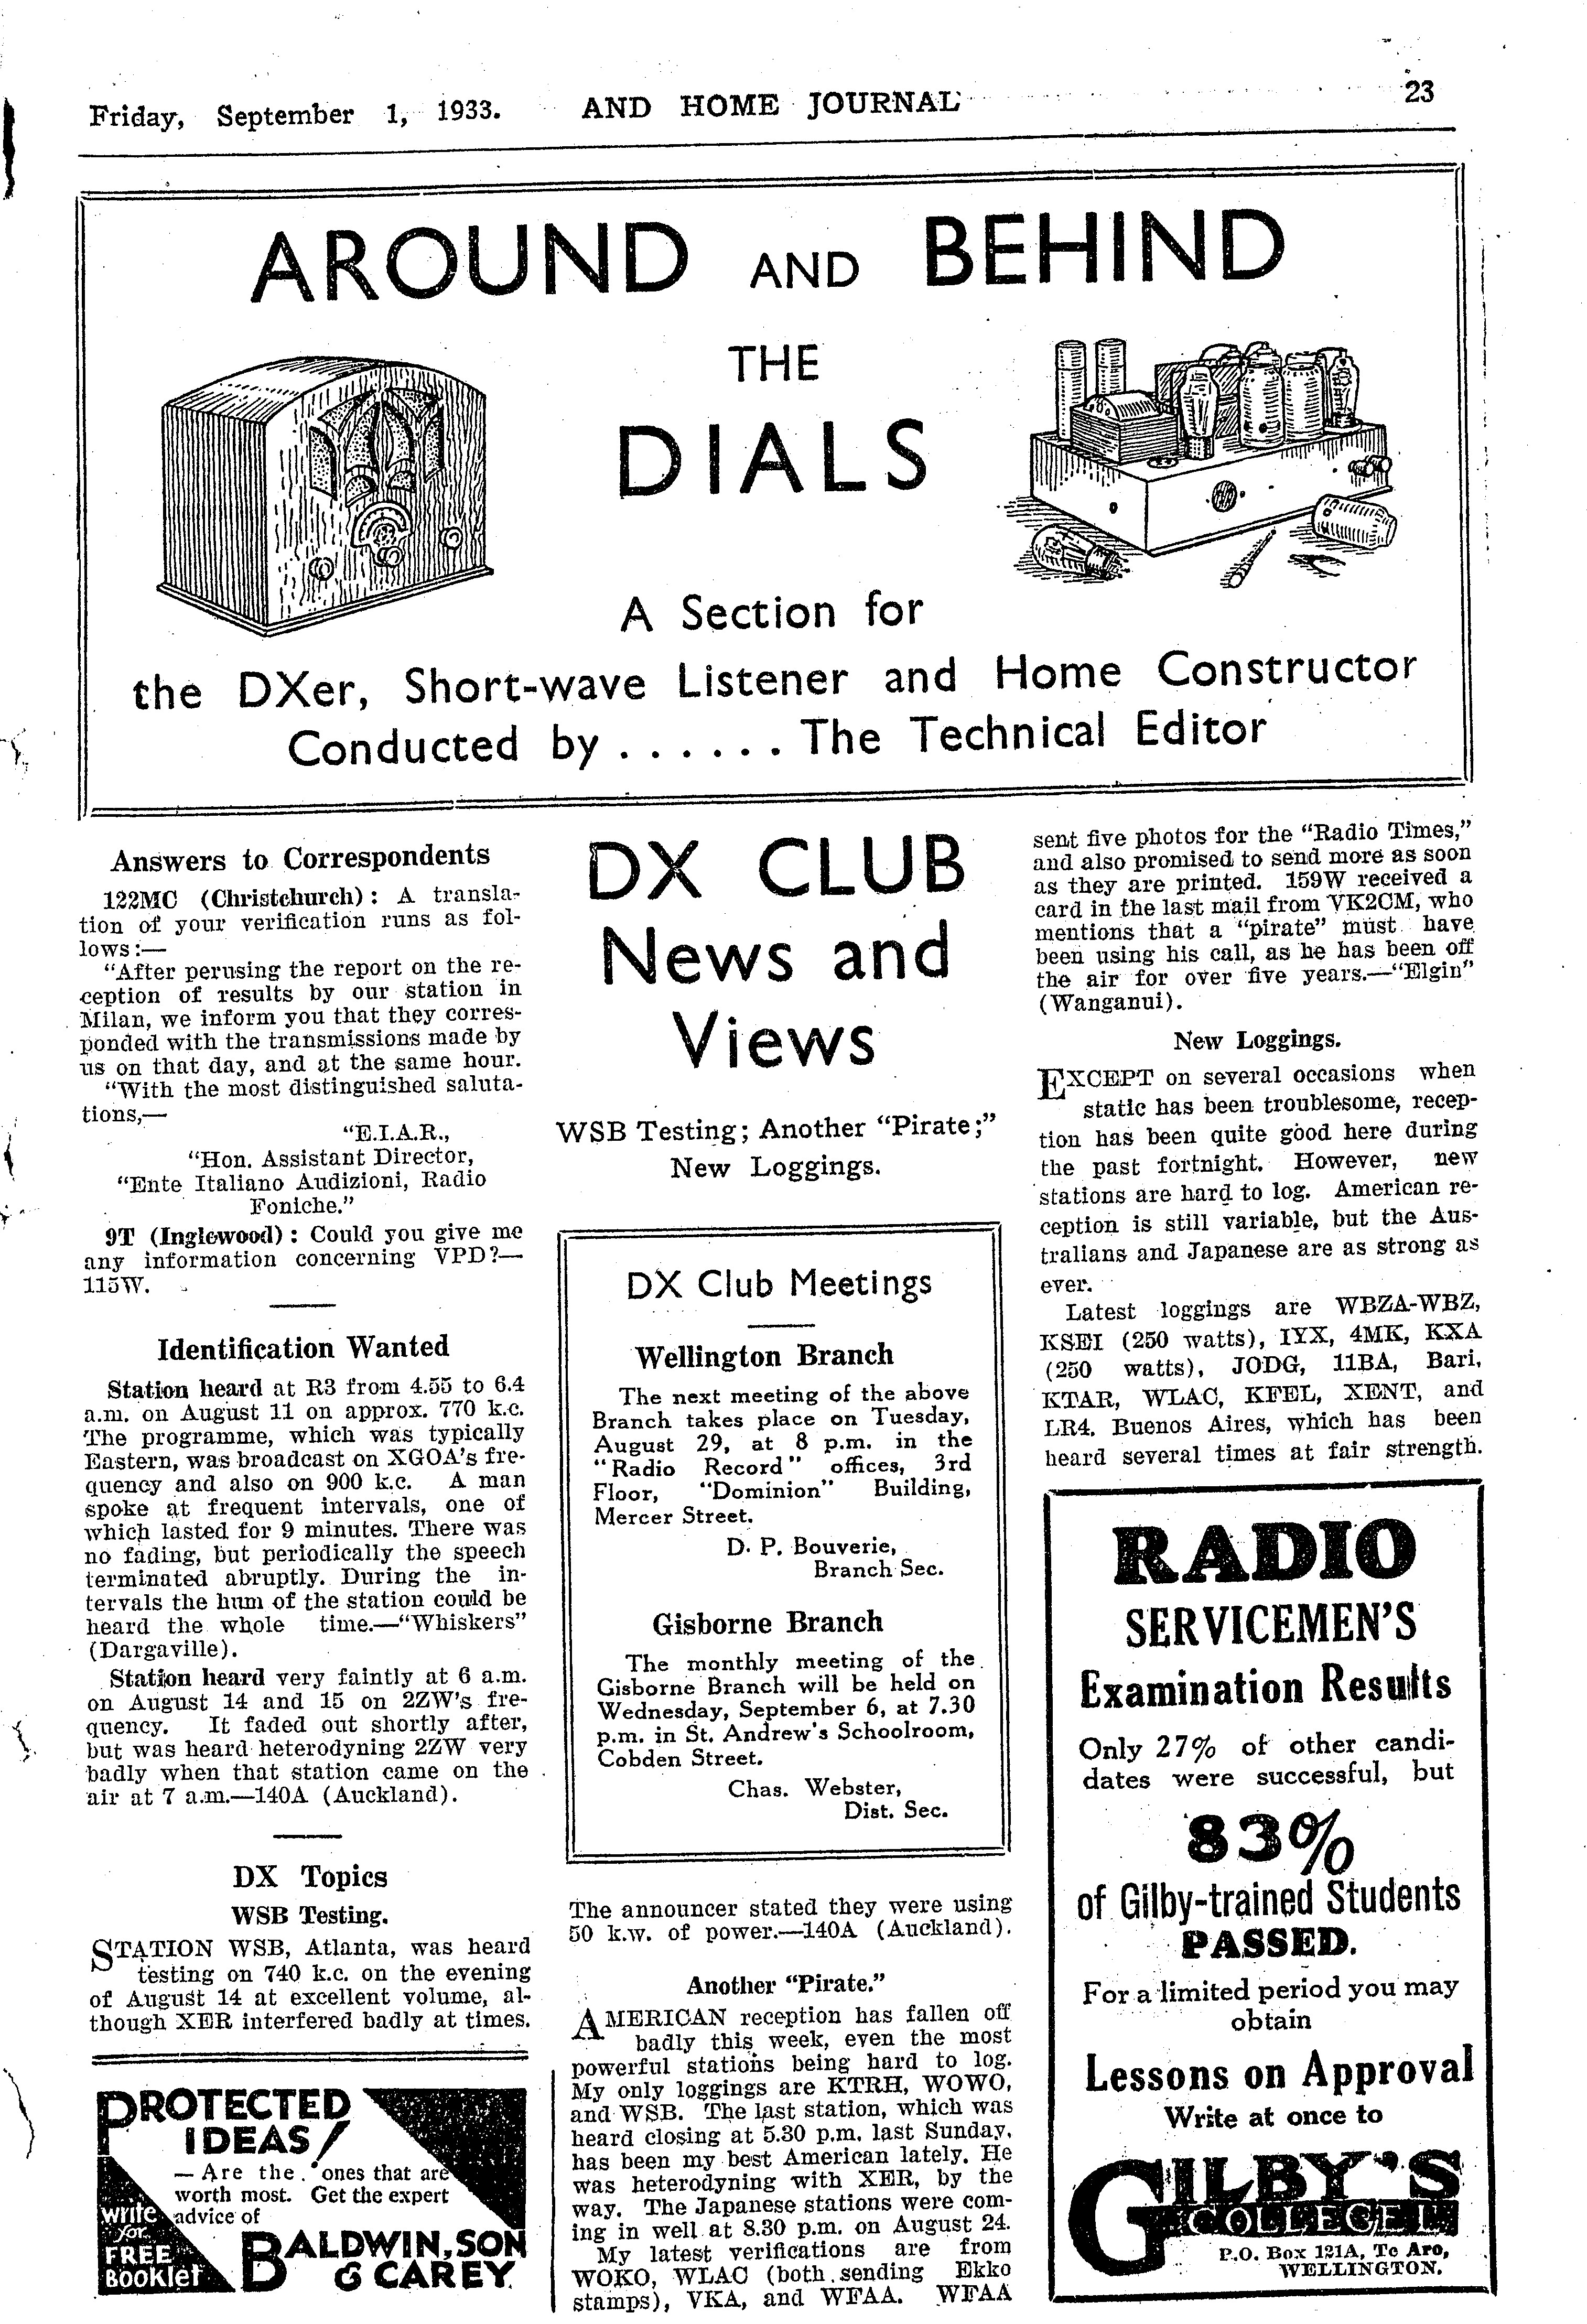 Friday, September 1, 1933. AND HOME JOURNAL 23
AROUND AND BEHIND
THE
DIALS
A Section for
the DXer, Short-wave Listener and Home Constructor
Conducted by ...... The Technical Editor
Answers to Correspondents
122MC (Christchurch): A transla-
tion of your verification runs as fol-
lows:—
"After perusing the report on the re-
ception of results by our station in
Milan, we inform you that they corres-
ponded with the transmissions made by
us on that day, and at the same hour.
"With the most distinguished saluta-
tions,—
"E.I.A.R.,
"Hon. Assistant Director,
"Ente Italiano Audizioni, Radio
Foniche."
9T (Inglewood): Could you give me
any information concerning VPD?—
115W.
Identification Wanted
Station heard at R3 from 4.55 to 6.4
a.m. on August 11 on approx. 770 k.c.
The programme, which was typically
Eastern, was broadcast on XGOA's fre-
quency and also on 900 k.c. A man
spoke at frequent intervals, one of
which lasted for 9 minutes. There was
no fading, but periodically the speech
terminated abruptly. During the in-
tervals the hum of the station could be
heard the whole time.—"Whiskers"
(Dargaville).
Station heard very faintly at 6 a.m.
on August 14 and 15 on 2ZW's fre-
quency. It faded out shortly after,
but was heard heterodyning 2ZW very
badly when that station came on the
air at 7 a.m.—140A (Auckland).
DX Topics
WSB Testing.
STATION WSB, Atlanta, was heard
testing on 740 k.c. on the evening
of August 14 at excellent volume, al-
though XER interfered badly at times.
PROTECTED
IDEAS!
— Are the ones that are
worth most. Get the expert
advice of
BALDWIN, SON
& CAREY
Write
for
FREE
Booklet
DX CLUB
News and
Views
WSB Testing; Another "Pirate;"
New Loggings.
DX Club Meetings
Wellington Branch
The next meeting of the above
Branch takes place on Tuesday,
August 29, at 8 p.m. in the
"Radio Record" offices, 3rd
Floor, "Dominion" Building,
Mercer Street.
D. P. Bouverie,
Branch Sec.
Gisborne Branch
The monthly meeting of the
Gisborne Branch will be held on
Wednesday, September 6, at 7.30
p.m. in St. Andrew's Schoolroom,
Cobden Street.
Chas. Webster,
Dist. Sec.
The announcer stated they were using
50 k.w. of power.—140A (Auckland).
Another "Pirate."
AMERICAN reception has fallen off
badly this week, even the most
powerful stations being hard to log.
My only loggings are KTRH, WOWO,
and WSB. The last station, which was
heard closing at 5.30 p.m. last Sunday,
has been my best American lately. He
was heterodyning with XER, by the
way. The Japanese stations were com-
ing in well at 8.30 p.m. on August 24.
My latest verifications are from
WOKO, WLAC (both sending Ekko
stamps), VKA, and WFAA. WFAA
sent five photos for the "Radio Times,"
and also promised to send more as soon
as they are printed. 159W received a
card in the last mail from VK2CM, who
mentions that a "pirate" must have
been using his call, as he has been off
the air for over five years.—"Elgin"
(Wanganui).
New Loggings.
EXCEPT on several occasions when
static has been troublesome, recep-
tion has been quite good here during
the past fortnight. However, new
stations are hard to log. American re-
ception is still variable, but the Aus-
tralians and Japanese are as strong as
ever.
Latest loggings are WBZA-WBZ,
KSEI (250 watts), IYX, 4MK, KXA
(250 watts), JODG, 11BA, Bari,
KTAR, WLAC, KFEL, XENT, and
LR4, Buenos Aires, which has been
heard several times at fair strength.
RADIO
SERVICEMEN'S
Examination Results
Only 27% of other candi-
dates were successful, but
83%
of Gilby-trained Students
PASSED.
For a limited period you may
obtain
Lessons on Approval
Write at once to
GILBY'S
COLLEGE
P.O. Box 121A, Te Aro,
WELLINGTON.